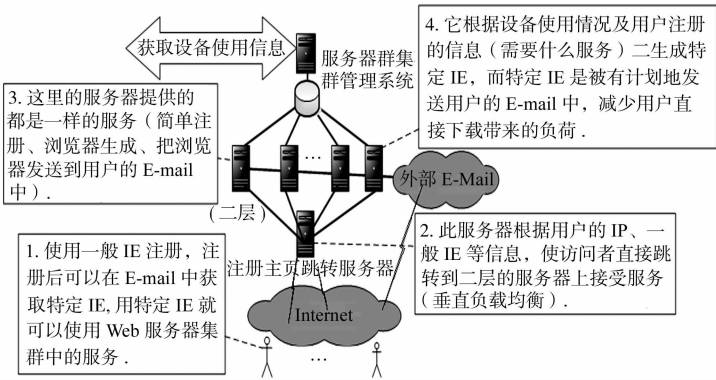 获取设备使用信息
服务器群集
群管理系统
4. 它根据设备使用情况及用户注册
的信息（需要什么服务）二生成特
定 IE，而特定 IE 是被有计划地发
送用户的 E-mail 中，减少用户直
接下载带来的负荷．
3. 这里的服务器提供的
都是一样的服务（简单注
册、浏览器生成、把浏览
器发送到用户的 E-mail
中）．
...
外部 E-Mail
（二层）
2. 此服务器根据用户的 IP、一
般 IE 等信息，使访问者直接跳
转到二层的服务器上接受服务
（垂直负载均衡）．
1. 使用一般 IE 注册，注
册后可以在 E-mail 中获
取特定 IE, 用特定 IE 就
可以使用 Web 服务器集
群中的服务．
注册主页跳转服务器
Internet
...